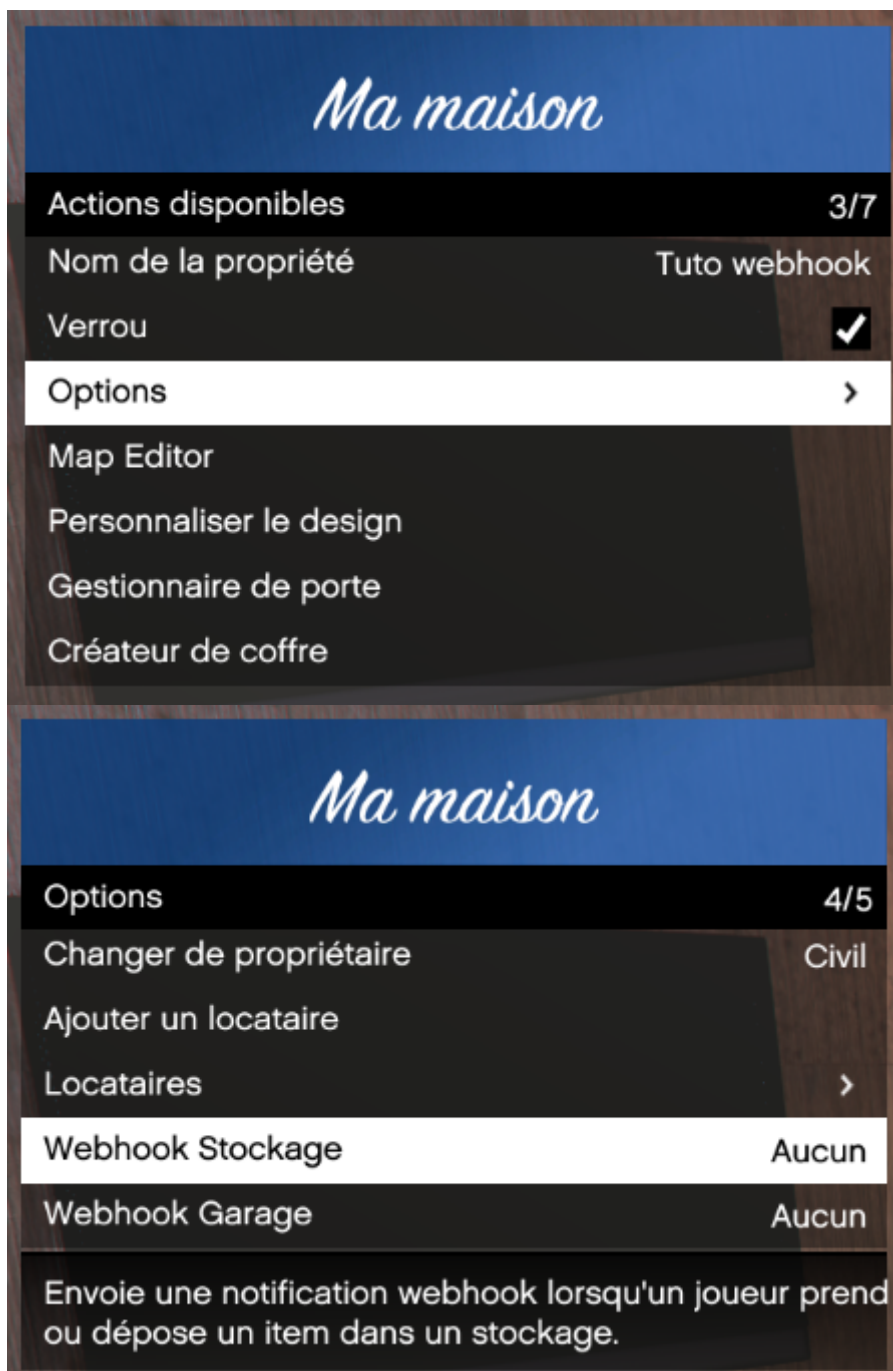 Ma maison
Actions disponibles 3/7
Nom de la propriété Tuto webhook
Verrou
Options
Map Editor
Personnaliser le design
Gestionnaire de porte
Créateur de coffre
Ma maison
Options 4/5
Changer de propriétaire Civil
Ajouter un locataire
Locataires
Webhook Stockage Aucun
Webhook Garage Aucun
Envoie une notification webhook lorsqu'un joueur prend
ou dépose un item dans un stockage.